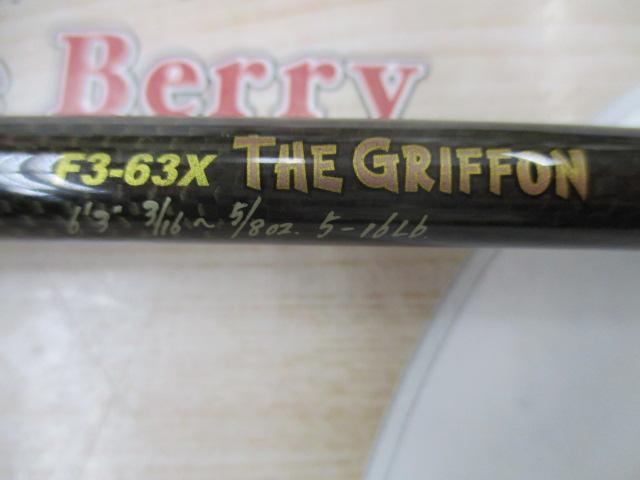 e Berry
F3-63X THE GRIFFON
6'3" 3/16~5/8oz. 5-16Lb.